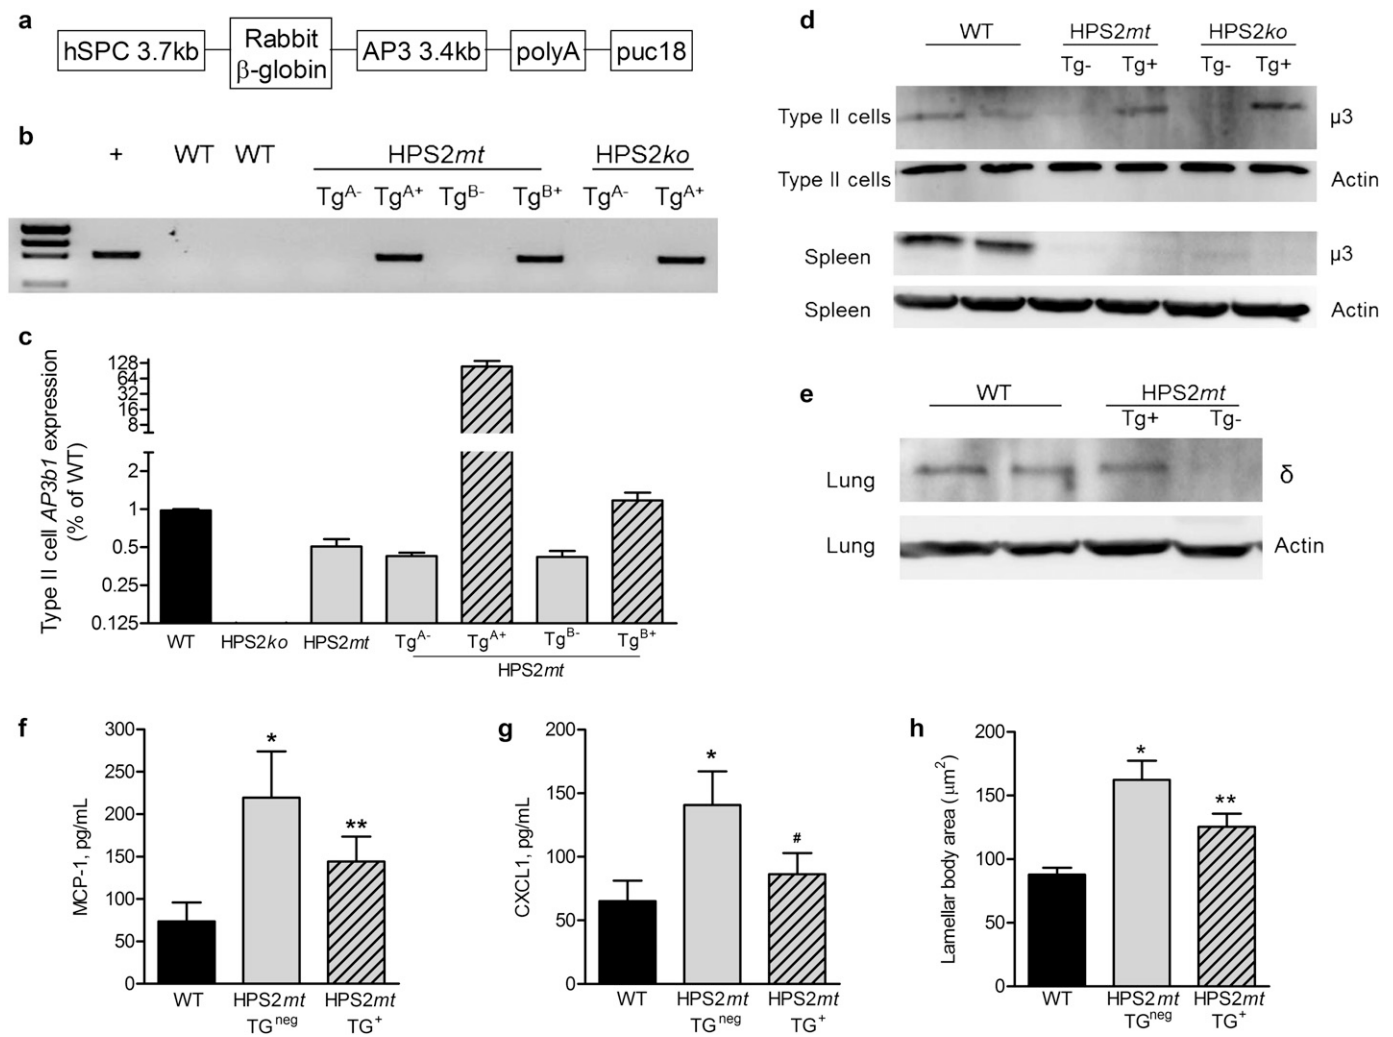 a
hSPC 3.7kb
Rabbit
β-globin
AP3 3.4kb
polyA
puc18
b
+ WT WT HPS2mt HPS2ko
TgA- TgA+ TgB- TgB+ TgA- TgA+
c
Type II cell AP3b1 expression
(% of WT)
128
64
32
16
8
2
1
0.5
0.25
0.125
WT HPS2ko HPS2mt TgA- TgA+ TgB- TgB+
HPS2mt
d
WT HPS2mt HPS2ko
Tg- Tg+ Tg- Tg+
Type II cells μ3
Type II cells Actin
Spleen μ3
Spleen Actin
e
WT HPS2mt
Tg+ Tg-
Lung δ
Lung Actin
f
MCP-1, pg/mL
300
250
200
150
100
50
0
*
**
WT HPS2mt HPS2mt
TGneg TG+
g
CXCL1, pg/mL
200
150
100
50
0
*
#
WT HPS2mt HPS2mt
TGneg TG+
h
Lamellar body area (μm2)
200
150
100
50
0
*
**
WT HPS2mt HPS2mt
TGneg TG+